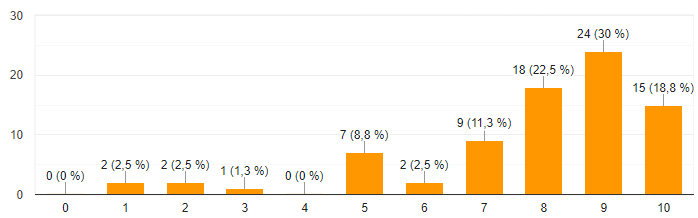 30
20
10
0
0 (0 %)
2 (2,5 %)
2 (2,5 %)
1 (1,3 %)
0 (0 %)
7 (8,8 %)
2 (2,5 %)
9 (11,3 %)
18 (22,5 %)
24 (30 %)
15 (18,8 %)
0 1 2 3 4 5 6 7 8 9 10